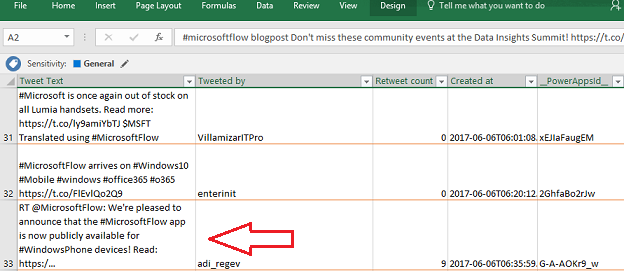 File Home Insert Page Layout Formulas Data Review View Design Tell me what you want to do...
A2 fx #microsoftflow blogpost Don't miss these community events at the Data Insights Summit! https://t.co/
Sensitivity: General
Tweet Text Tweeted by Retweet count Created at __PowerAppsId__
#Microsoft is once again out of stock on
all Lumia handsets. Read more:
https://t.co/Iy9amiYbTJ $MSFT
31 Translated using #MicrosoftFlow VillamizarITPro 0 2017-06-06T06:01:08. xEJIaFaugEM
#MicrosoftFlow arrives on #Windows10
#Mobile #windows #office365 #o365
32 https://t.co/FlEvlQo2Q9 enterinit 0 2017-06-06T06:20:12. 2GhfaBo2rJw
RT @MicrosoftFlow: We're pleased to
announce that the #MicrosoftFlow app
is now publicly available for
#WindowsPhone devices! Read:
33 https:/... adi_regev 9 2017-06-06T06:35:59. G-A-AOKr9_w